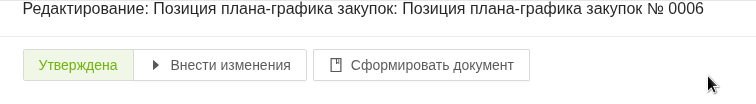 Редактирование: Позиция плана-графика закупок: Позиция плана-графика закупок № 0006
Утверждена Внести изменения Сформировать документ